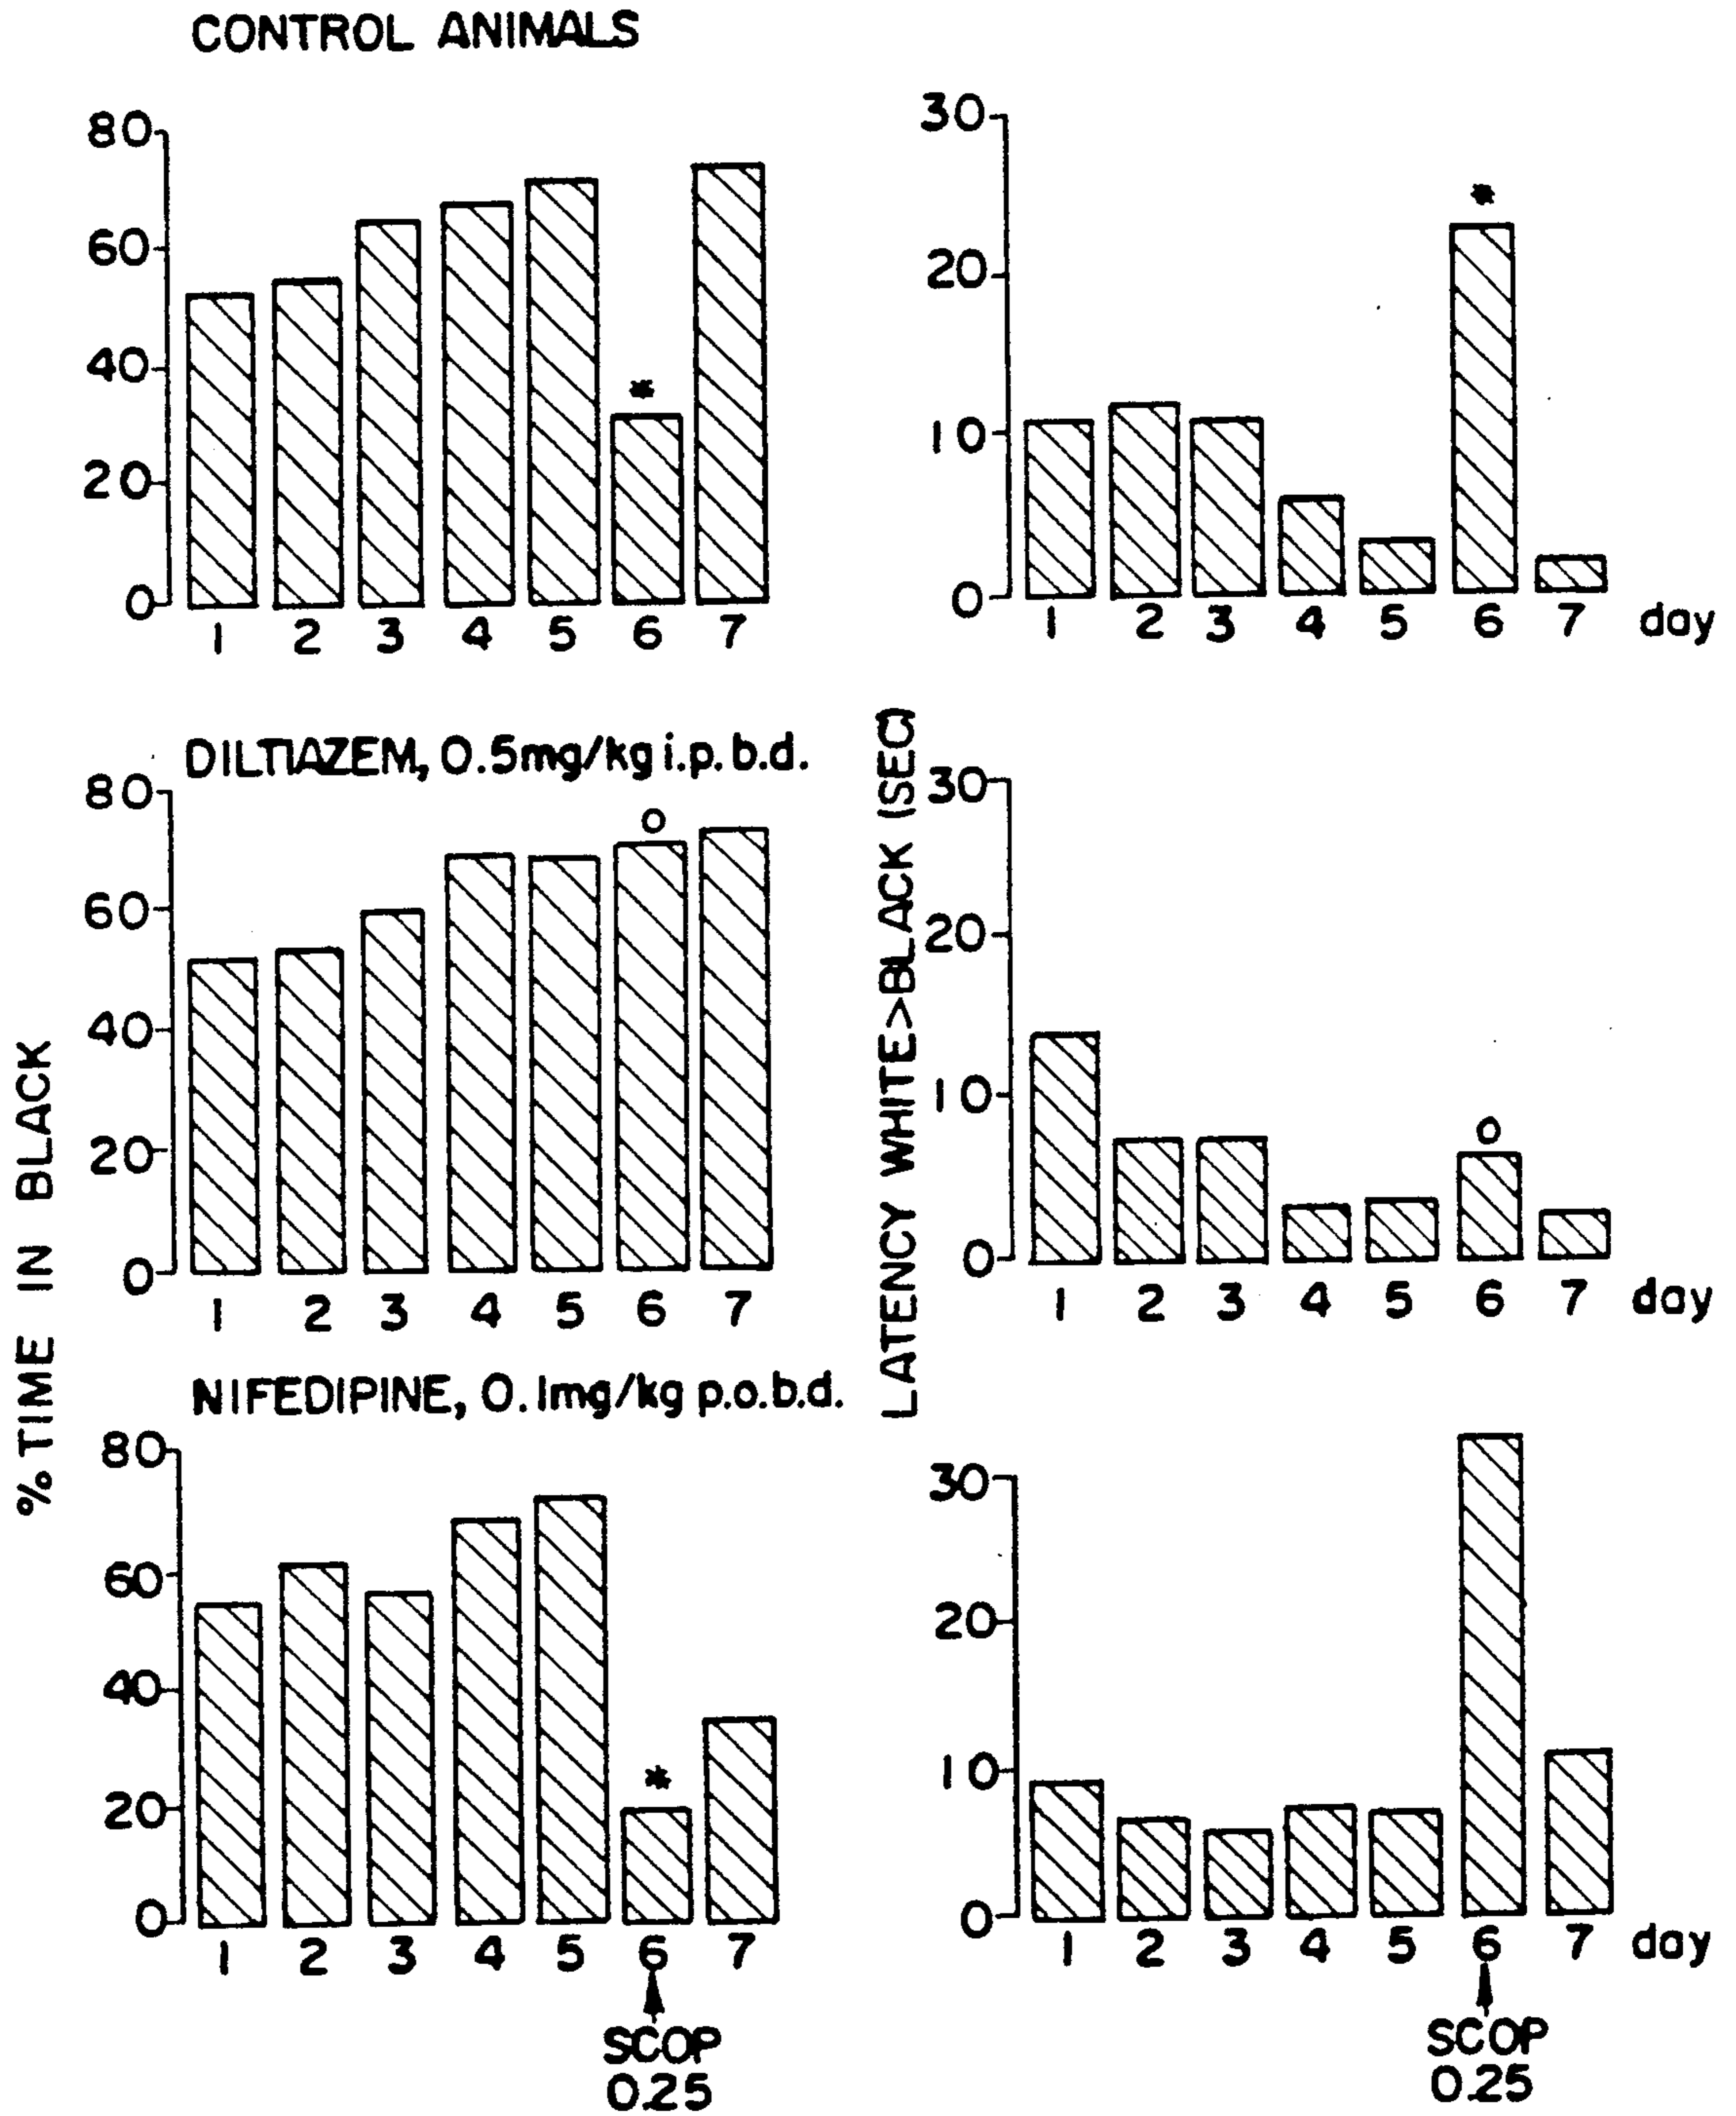 CONTROL ANIMALS
80
60
40
20
0
1 2 3 4 5 6 7
*
30
20
10
0
1 2 3 4 5 6 7 day
*
DILTIAZEM, 0.5mg/kg i.p. b.d.
80
60
40
20
0
1 2 3 4 5 6 7
30
20
10
0
1 2 3 4 5 6 7 day
NIFEDIPINE, 0.1mg/kg p.o.b.d.
80
60
40
20
0
1 2 3 4 5 6 7
*
SCOP
0.25
30
20
10
0
1 2 3 4 5 6 7 day
SCOP
0.25
% TIME IN BLACK
LATENCY WHITE>BLACK (SEC)